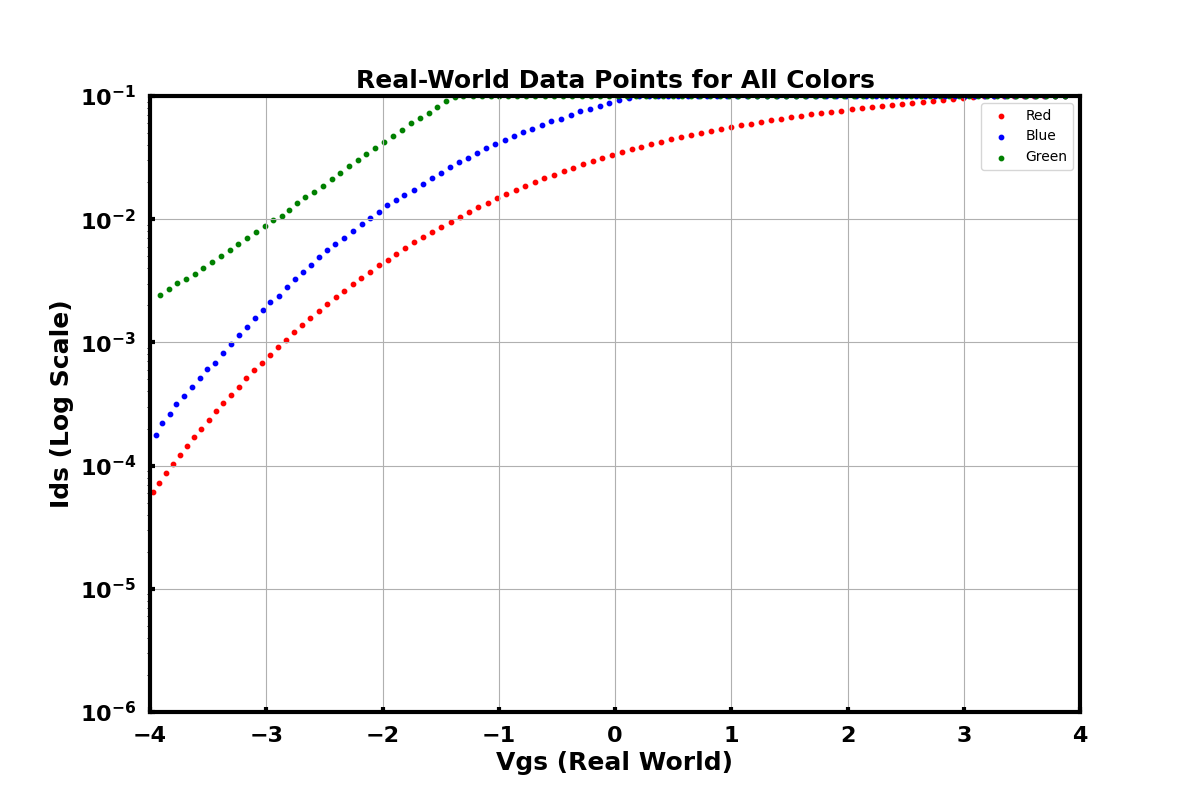 Real-World Data Points for All Colors
10⁻¹
10⁻²
10⁻³
10⁻⁴
10⁻⁵
10⁻⁶
Ids (Log Scale)
Red
Blue
Green
−4 −3 −2 −1 0 1 2 3 4
Vgs (Real World)